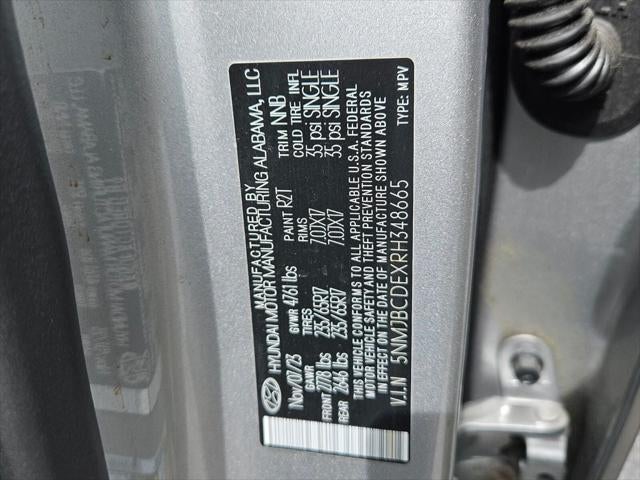 MANUFACTURED BY
HYUNDAI MOTOR MANUFACTURING ALABAMA, LLC
Nov/07/23 GVWR 4761 lbs PAINT R2T TRIM NNB
GAWR TIRES RIMS COLD TIRE INFL
FRONT 2778 lbs 235/65R17 7.0JX17 35 psi SINGLE
REAR 2646 lbs 235/65R17 7.0JX17 35 psi SINGLE
THIS VEHICLE CONFORMS TO ALL APPLICABLE U.S.A. FEDERAL
MOTOR VEHICLE SAFETY AND THEFT PREVENTION STANDARDS
IN EFFECT ON THE DATE OF MANUFACTURE SHOWN ABOVE
V.I.N 5NMJBCDEXRH348665 TYPE: MPV